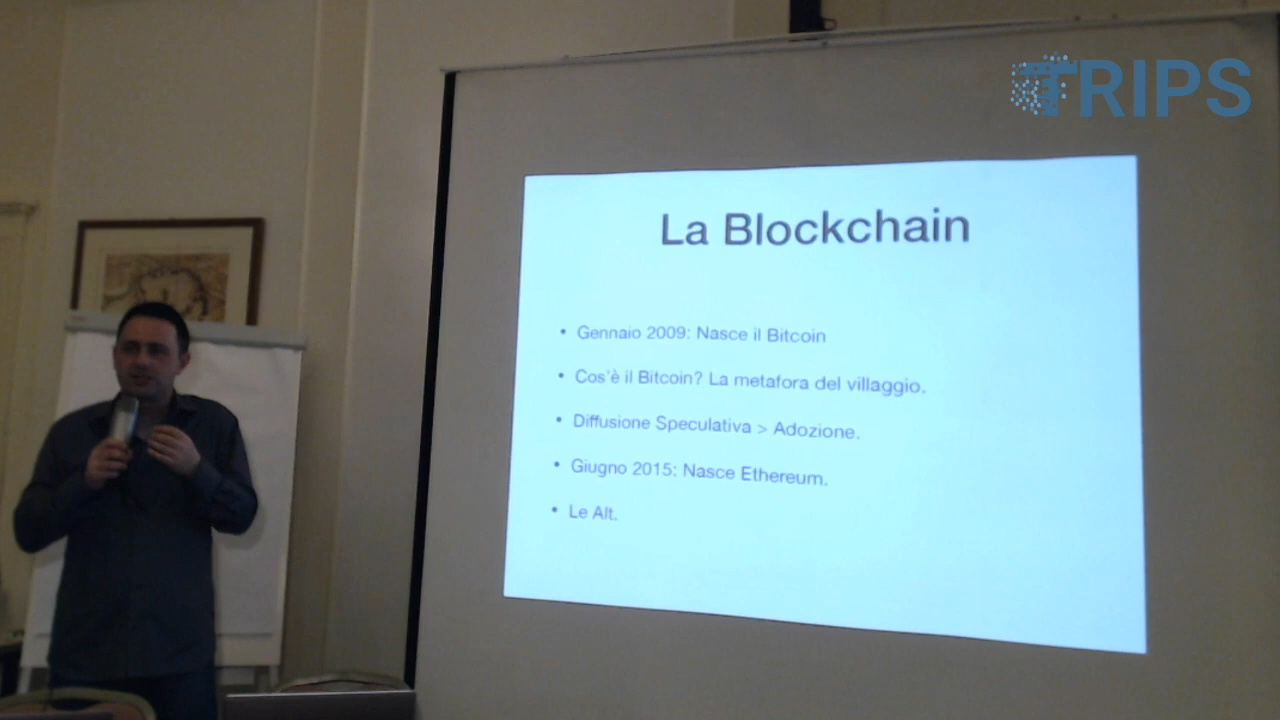 TRIPS
La Blockchain
• Gennaio 2009: Nasce il Bitcoin
• Cos'è il Bitcoin? La metafora del villaggio.
• Diffusione Speculativa > Adozione.
• Giugno 2015: Nasce Ethereum.
• Le Alt.